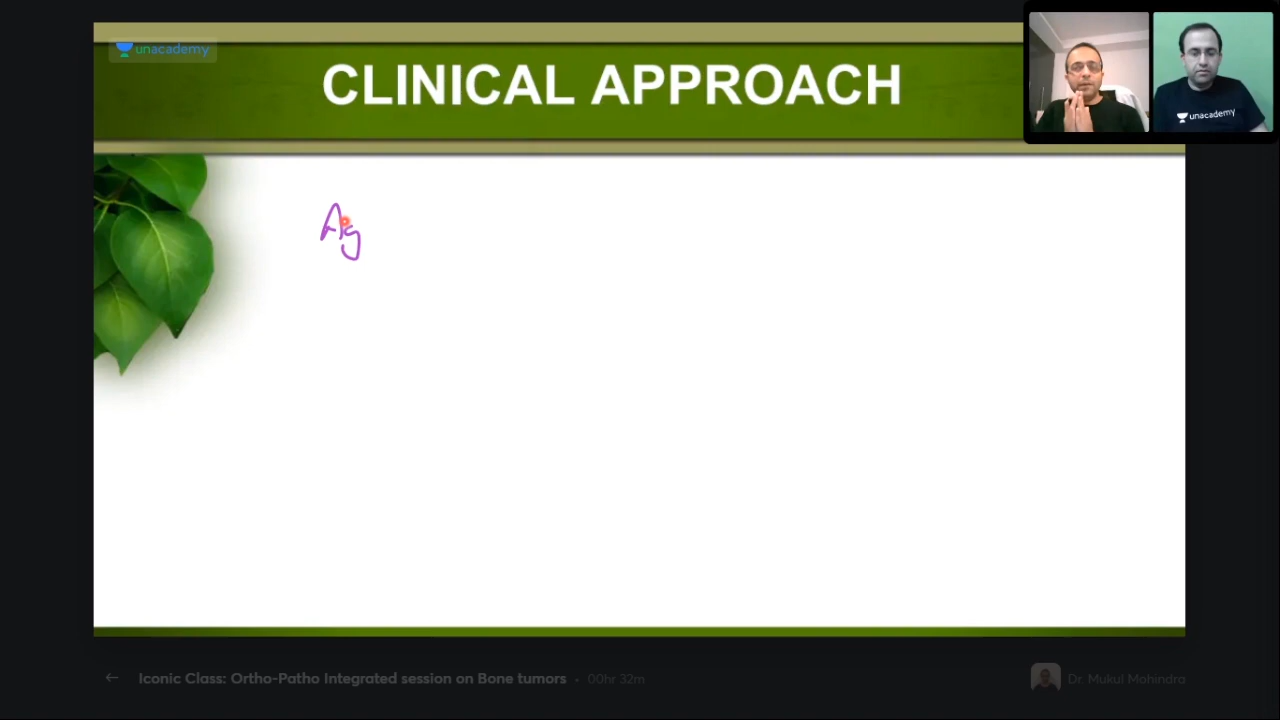 unacademy
CLINICAL APPROACH
unacademy
Ag
← Iconic Class: Ortho-Patho Integrated session on Bone tumors • 00hr 32m
Dr. Mukul Mohindra